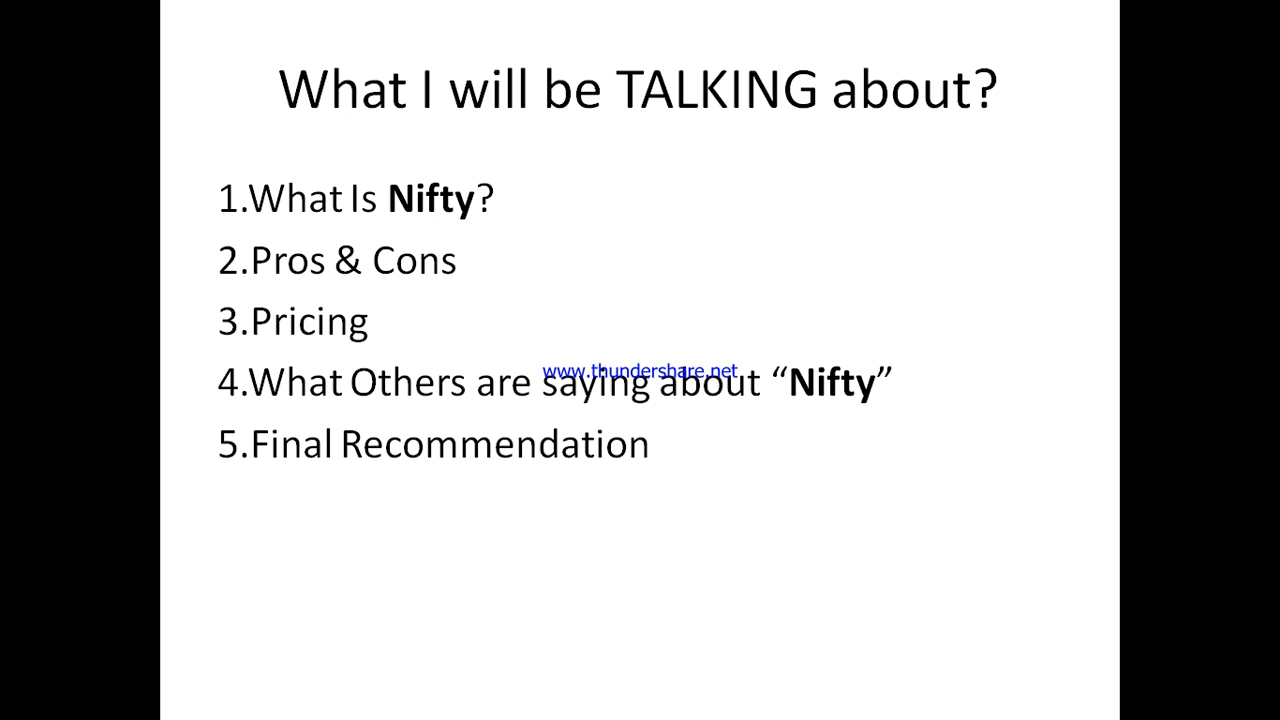 What I will be TALKING about?
1.What Is Nifty?
2.Pros & Cons
3.Pricing
www.thundershare.net
4.What Others are saying about “Nifty”
5.Final Recommendation